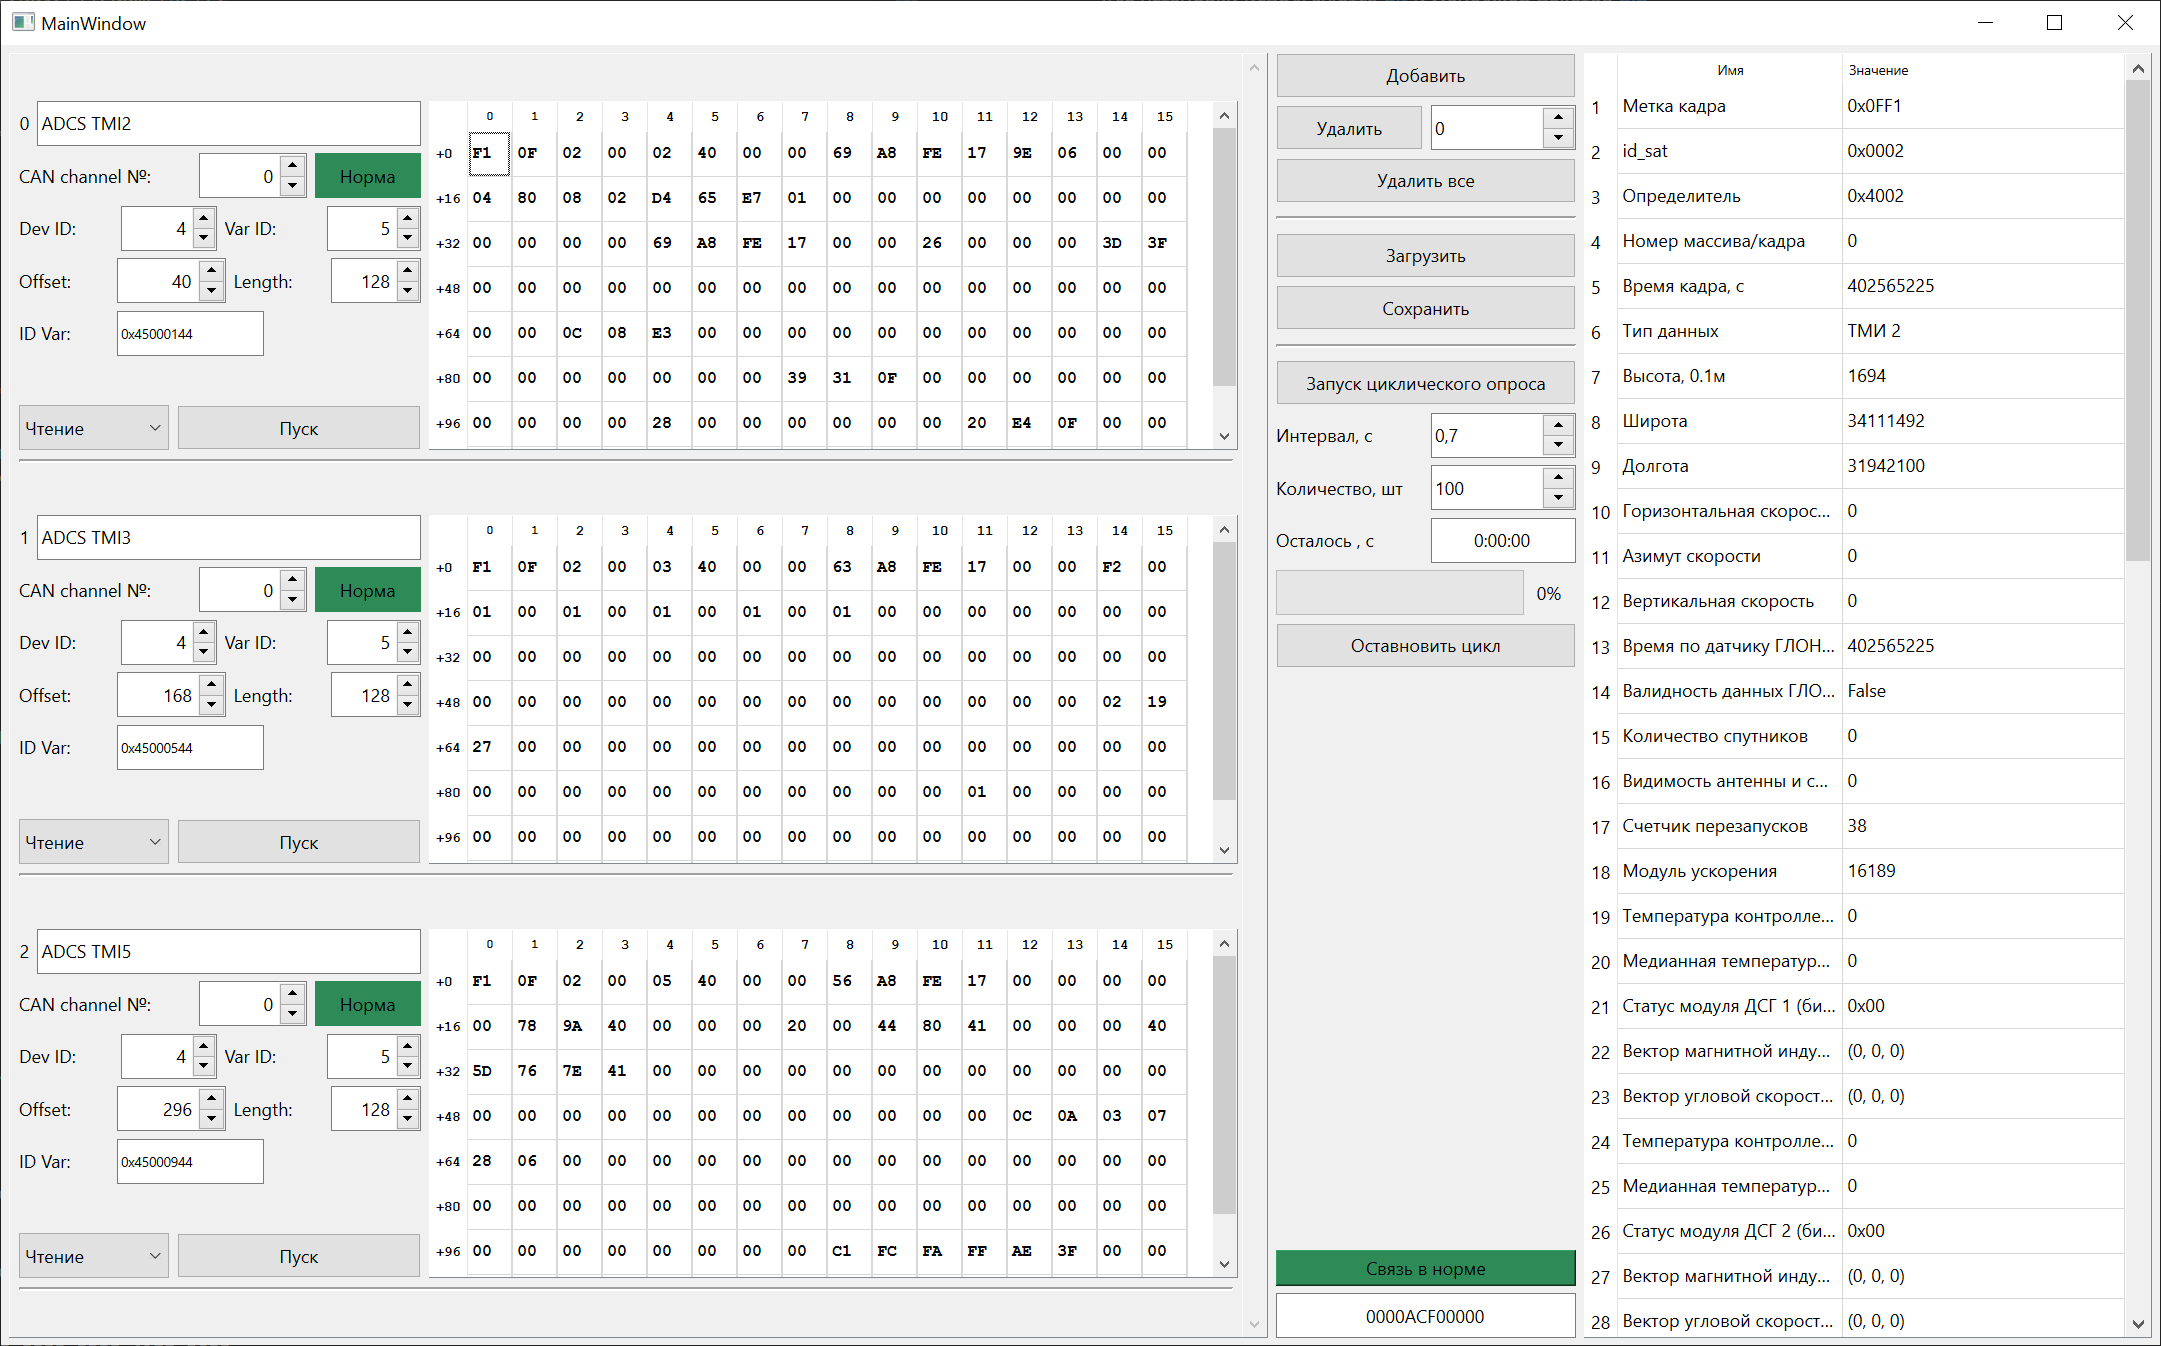 MainWindow
0 ADCS TMI2
CAN channel №: 0 Норма
Dev ID: 4 Var ID: 5
Offset: 40 Length: 128
ID Var: 0x45000144
Чтение Пуск
0 1 2 3 4 5 6 7 8 9 10 11 12 13 14 15
+0 F1 0F 02 00 02 40 00 00 69 A8 FE 17 9E 06 00 00
+16 04 80 08 02 D4 65 E7 01 00 00 00 00 00 00 00 00
+32 00 00 00 00 69 A8 FE 17 00 00 26 00 00 00 3D 3F
+48 00 00 00 00 00 00 00 00 00 00 00 00 00 00 00 00
+64 00 00 0C 08 E3 00 00 00 00 00 00 00 00 00 00 00
+80 00 00 00 00 00 00 00 39 31 0F 00 00 00 00 00 00
+96 00 00 00 00 28 00 00 00 00 00 00 20 E4 0F 00 00
1 ADCS TMI3
CAN channel №: 0 Норма
Dev ID: 4 Var ID: 5
Offset: 168 Length: 128
ID Var: 0x45000544
Чтение Пуск
0 1 2 3 4 5 6 7 8 9 10 11 12 13 14 15
+0 F1 0F 02 00 03 40 00 00 63 A8 FE 17 00 00 F2 00
+16 01 00 01 00 01 00 01 00 01 00 00 00 00 00 00 00
+32 00 00 00 00 00 00 00 00 00 00 00 00 00 00 00 00
+48 00 00 00 00 00 00 00 00 00 00 00 00 00 00 02 19
+64 27 00 00 00 00 00 00 00 00 00 00 00 00 00 00 00
+80 00 00 00 00 00 00 00 00 00 00 00 01 00 00 00 00
+96 00 00 00 00 00 00 00 00 00 00 00 00 00 00 00 00
2 ADCS TMI5
CAN channel №: 0 Норма
Dev ID: 4 Var ID: 5
Offset: 296 Length: 128
ID Var: 0x45000944
Чтение Пуск
0 1 2 3 4 5 6 7 8 9 10 11 12 13 14 15
+0 F1 0F 02 00 05 40 00 00 56 A8 FE 17 00 00 00 00
+16 00 78 9A 40 00 00 00 20 00 44 80 41 00 00 00 40
+32 5D 76 7E 41 00 00 00 00 00 00 00 00 00 00 00 00
+48 00 00 00 00 00 00 00 00 00 00 00 00 0C 0A 03 07
+64 28 06 00 00 00 00 00 00 00 00 00 00 00 00 00 00
+80 00 00 00 00 00 00 00 00 00 00 00 00 00 00 00 00
+96 00 00 00 00 00 00 00 00 C1 FC FA FF AE 3F 00 00
Добавить
Удалить 0
Удалить все
Загрузить
Сохранить
Запуск циклического опроса
Интервал, с 0,7
Количество, шт 100
Осталось , с 0:00:00
0%
Оставновить цикл
Связь в норме
0000ACF00000
Имя Значение
1 Метка кадра 0x0FF1
2 id_sat 0x0002
3 Определитель 0x4002
4 Номер массива/кадра 0
5 Время кадра, с 402565225
6 Тип данных ТМИ 2
7 Высота, 0.1м 1694
8 Широта 34111492
9 Долгота 31942100
10 Горизонтальная скорос... 0
11 Азимут скорости 0
12 Вертикальная скорость 0
13 Время по датчику ГЛОН... 402565225
14 Валидность данных ГЛО... False
15 Количество спутников 0
16 Видимость антенны и с... 0
17 Счетчик перезапусков 38
18 Модуль ускорения 16189
19 Температура контролле... 0
20 Медианная температур... 0
21 Статус модуля ДСГ 1 (би... 0x00
22 Вектор магнитной инду... (0, 0, 0)
23 Вектор угловой скорост... (0, 0, 0)
24 Температура контролле... 0
25 Медианная температур... 0
26 Статус модуля ДСГ 2 (би... 0x00
27 Вектор магнитной инду... (0, 0, 0)
28 Вектор угловой скорост... (0, 0, 0)